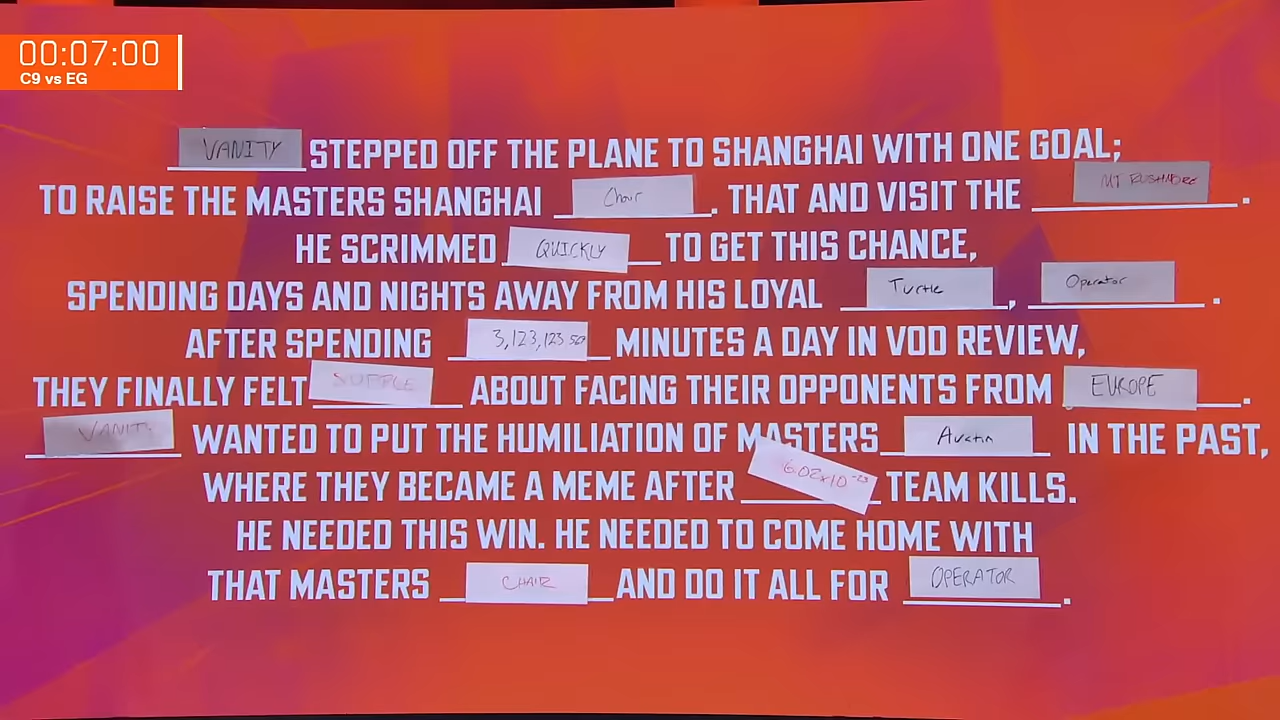 00:07:00
C9 vs EG
VANITY STEPPED OFF THE PLANE TO SHANGHAI WITH ONE GOAL;
TO RAISE THE MASTERS SHANGHAI Chair. THAT AND VISIT THE MT RUSHMORE.
HE SCRIMMED QUICKLY TO GET THIS CHANCE,
SPENDING DAYS AND NIGHTS AWAY FROM HIS LOYAL Turtle, Operator.
AFTER SPENDING 3,123,123 569 MINUTES A DAY IN VOD REVIEW,
THEY FINALLY FELT SUPPLE ABOUT FACING THEIR OPPONENTS FROM EUROPE.
VANITY WANTED TO PUT THE HUMILIATION OF MASTERS Austin IN THE PAST,
WHERE THEY BECAME A MEME AFTER 6.02x10⁻²³ TEAM KILLS.
HE NEEDED THIS WIN. HE NEEDED TO COME HOME WITH
THAT MASTERS CHAIR AND DO IT ALL FOR OPERATOR.